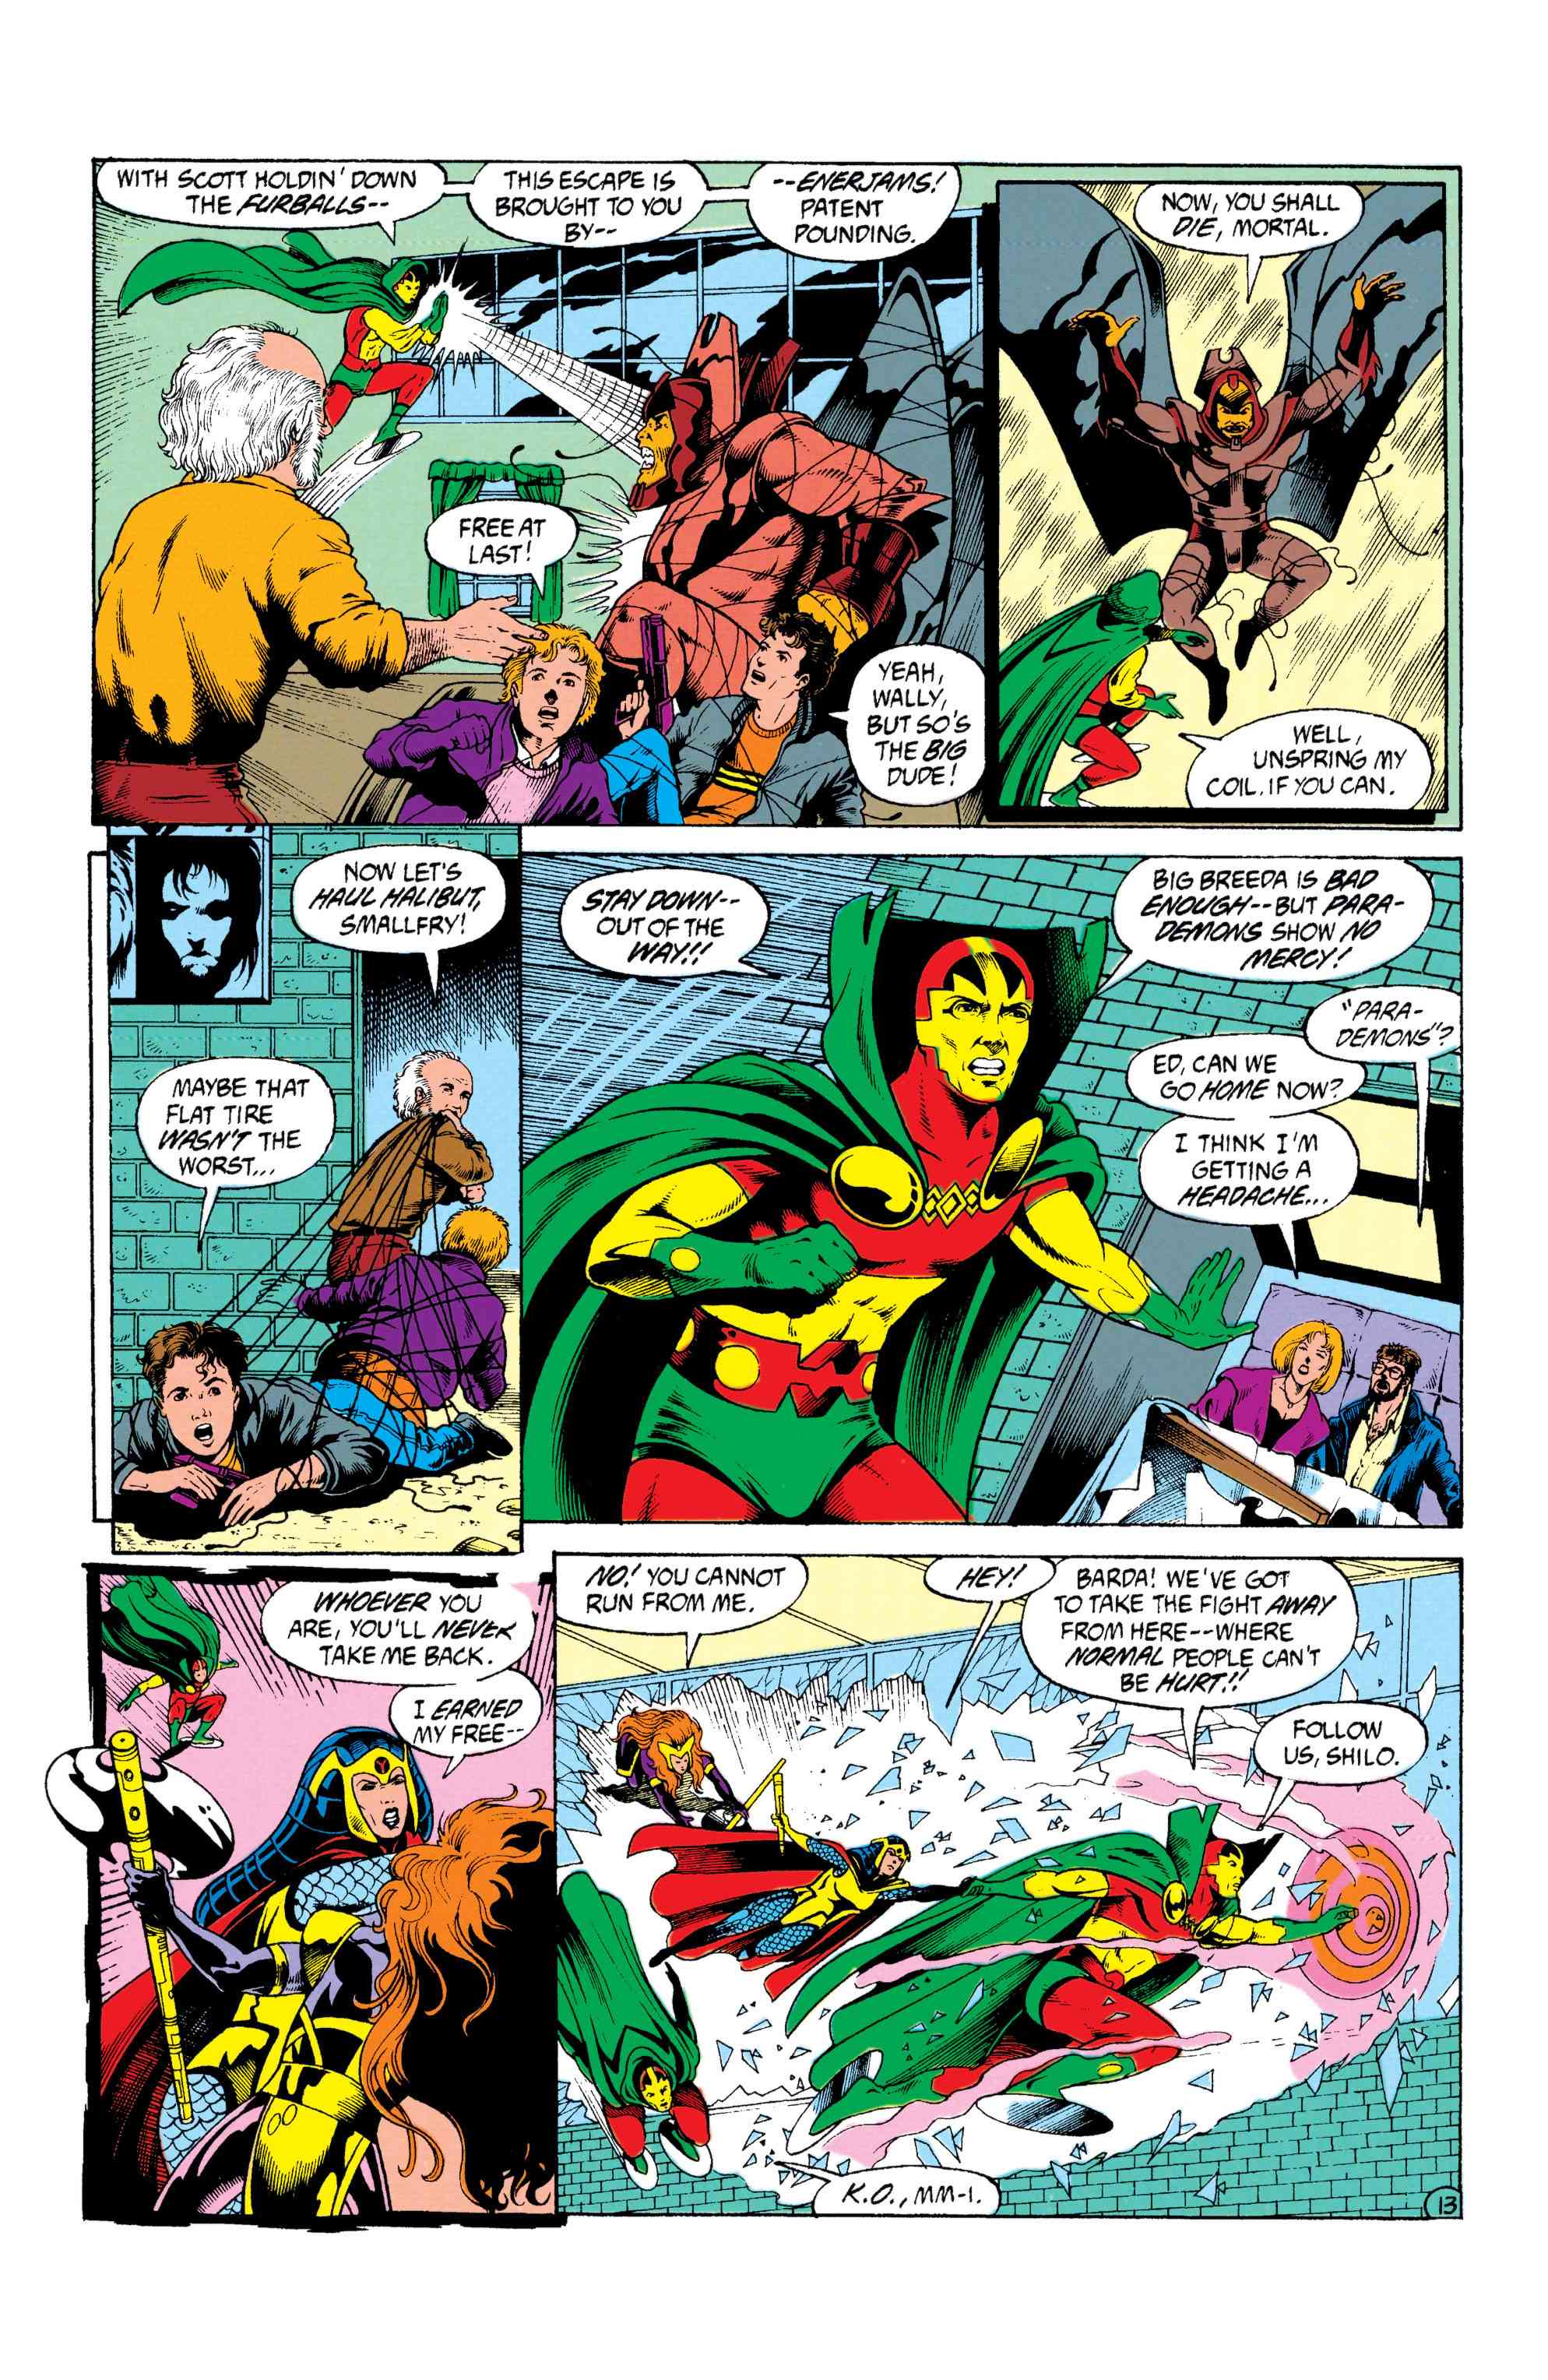 WITH SCOTT HOLDIN' DOWN
THE FURBALLS--
THIS ESCAPE IS
BROUGHT TO YOU
BY--
--ENERJAMS!
PATENT
POUNDING.
FREE AT
LAST!
YEAH,
WALLY,
BUT SO'S
THE BIG
DUDE!
NOW, YOU SHALL
DIE, MORTAL.
WELL,
UNSPRING MY
COIL. IF YOU CAN.
NOW LET'S
HAUL HALIBUT,
SMALLFRY!
MAYBE THAT
FLAT TIRE
WASN'T THE
WORST...
STAY DOWN--
OUT OF THE
WAY!!
BIG BREEDA IS BAD
ENOUGH--BUT PARA-
DEMONS SHOW NO
MERCY!
"PARA-
DEMONS"?
ED, CAN WE
GO HOME NOW?
I THINK I'M
GETTING A
HEADACHE...
WHOEVER YOU
ARE, YOU'LL NEVER
TAKE ME BACK.
I EARNED
MY FREE--
NO! YOU CANNOT
RUN FROM ME.
HEY!
BARDA! WE'VE GOT
TO TAKE THE FIGHT AWAY
FROM HERE--WHERE
NORMAL PEOPLE CAN'T
BE HURT!!
FOLLOW
US, SHILO.
K.O., MM-1.
13